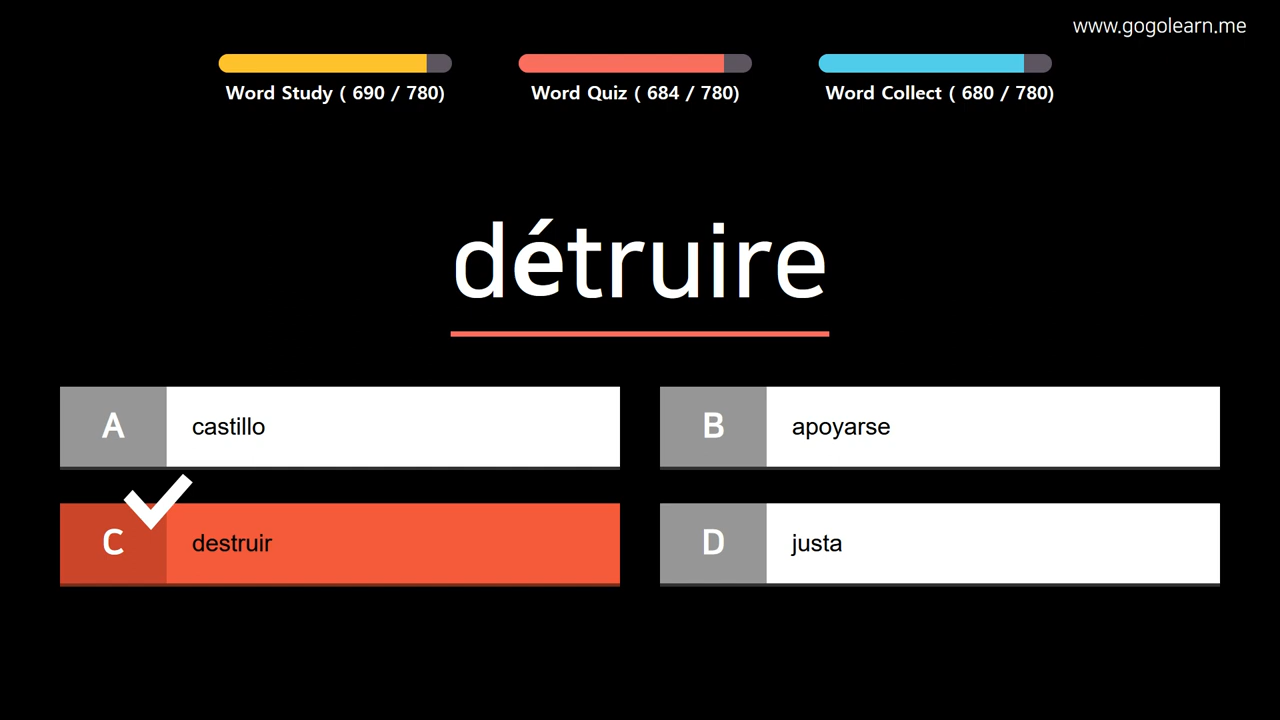 www.gogolearn.me
Word Study ( 690 / 780)
Word Quiz ( 684 / 780)
Word Collect ( 680 / 780)
détruire
A castillo
B apoyarse
C destruir
D justa